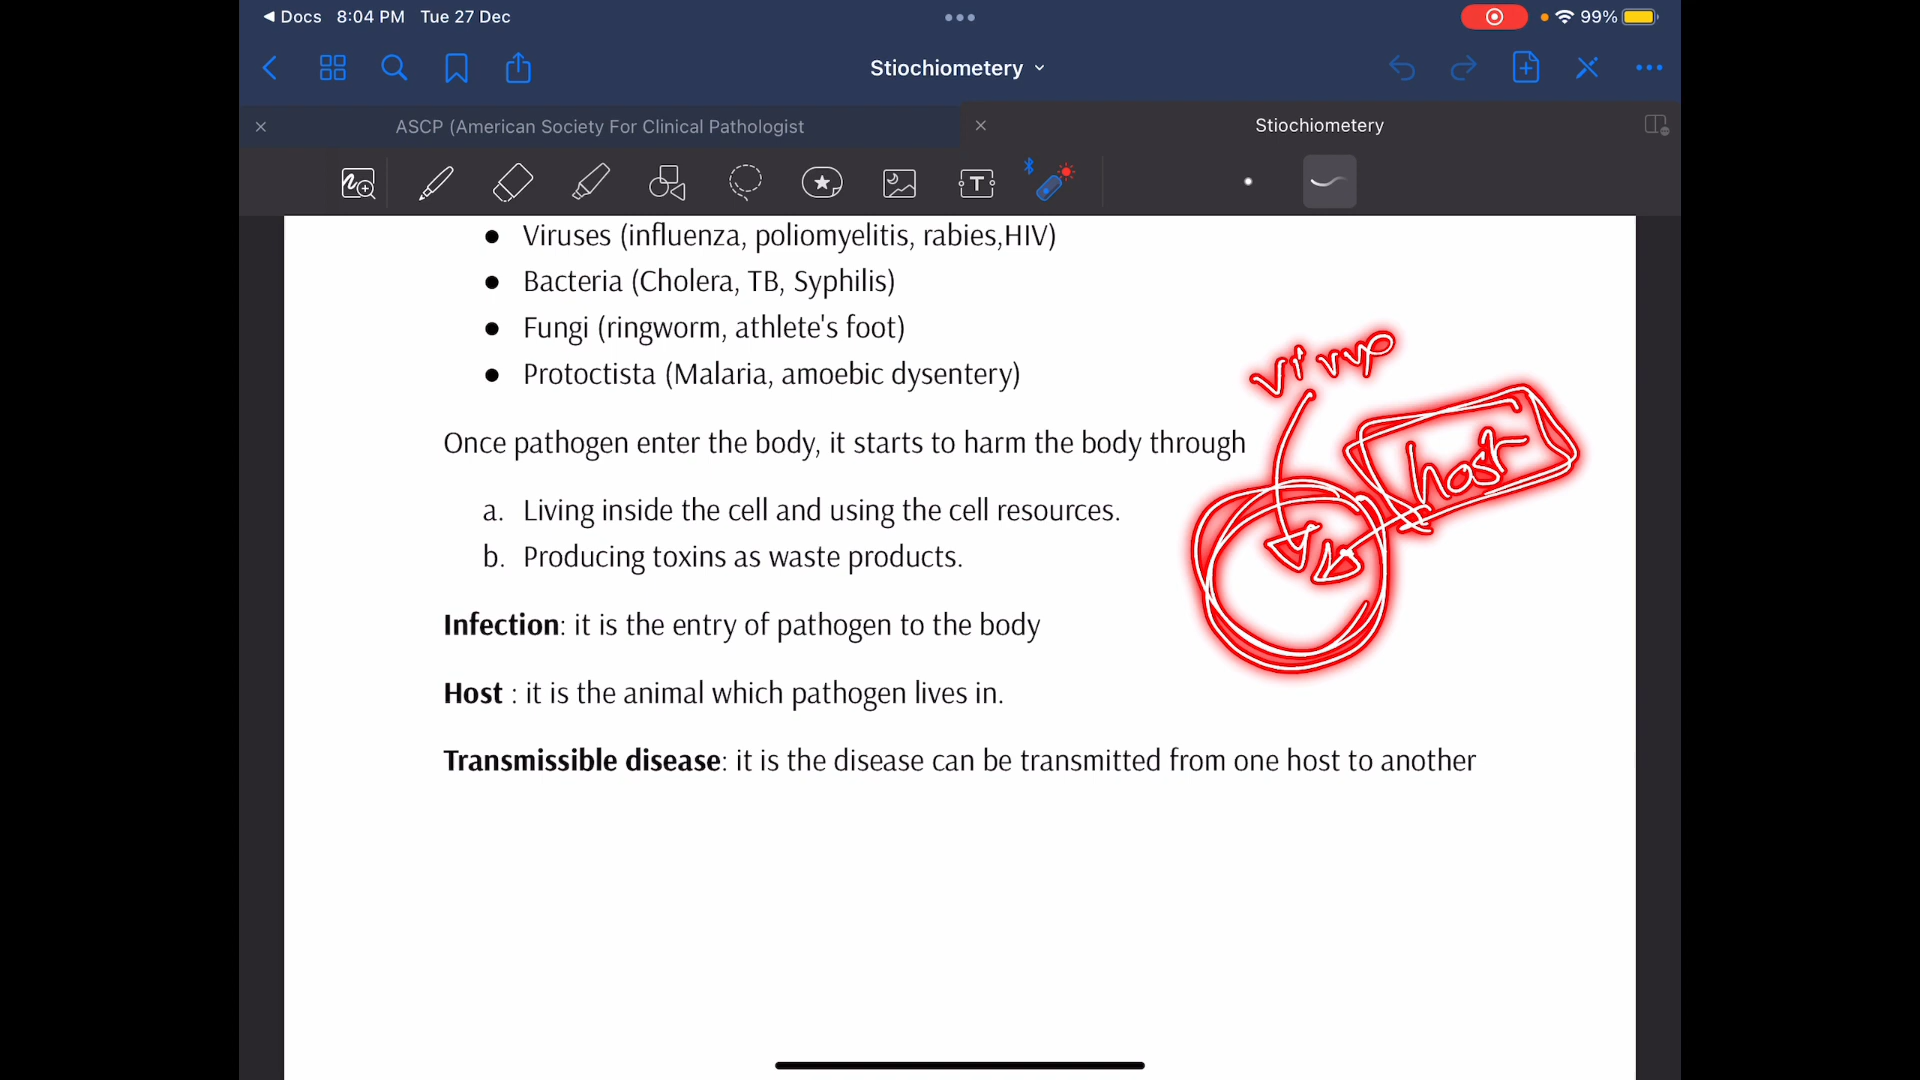 Docs 8:04 PM Tue 27 Dec
99%
Stiochiometery
ASCP (American Society For Clinical Pathologist
Stiochiometery
T
● Viruses (influenza, poliomyelitis, rabies,HIV)
● Bacteria (Cholera, TB, Syphilis)
● Fungi (ringworm, athlete's foot)
● Protoctista (Malaria, amoebic dysentery)
Once pathogen enter the body, it starts to harm the body through
a. Living inside the cell and using the cell resources.
b. Producing toxins as waste products.
Infection: it is the entry of pathogen to the body
Host : it is the animal which pathogen lives in.
Transmissible disease: it is the disease can be transmitted from one host to another
host